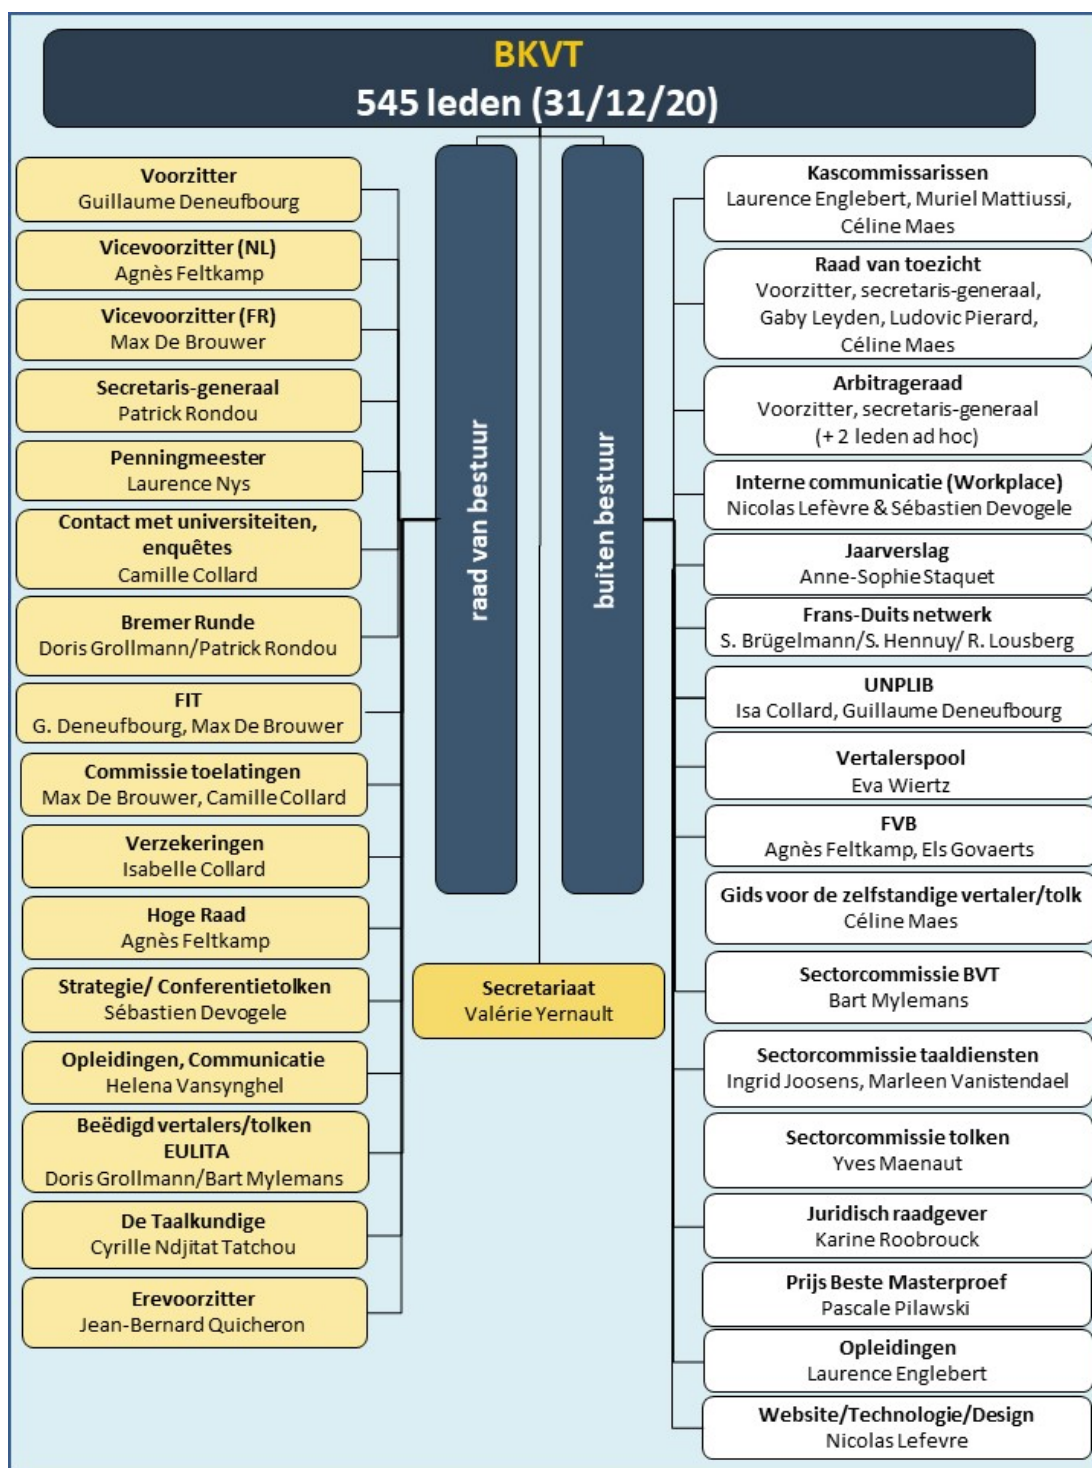 BKVT
545 leden (31/12/20)
Voorzitter
Guillaume Deneufbourg
Vicevoorzitter (NL)
Agnès Feltkamp
Vicevoorzitter (FR)
Max De Brouwer
Secretaris-generaal
Patrick Rondou
Penningmeester
Laurence Nys
Contact met universiteiten,
enquêtes
Camille Collard
Bremer Runde
Doris Grollmann/Patrick Rondou
FIT
G. Deneufbourg, Max De Brouwer
Commissie toelatingen
Max De Brouwer, Camille Collard
Verzekeringen
Isabelle Collard
Hoge Raad
Agnès Feltkamp
Strategie/ Conferentietolken
Sébastien Devogele
Opleidingen, Communicatie
Helena Vansynghel
Beëdigd vertalers/tolken
EULITA
Doris Grollmann/Bart Mylemans
De Taalkundige
Cyrille Ndjitat Tatchou
Erevoorzitter
Jean-Bernard Quicheron
raad van bestuur
buiten bestuur
Secretariaat
Valérie Yernault
Kascommissarissen
Laurence Englebert, Muriel Mattiussi,
Céline Maes
Raad van toezicht
Voorzitter, secretaris-generaal,
Gaby Leyden, Ludovic Pierard,
Céline Maes
Arbitrageraad
Voorzitter, secretaris-generaal
(+ 2 leden ad hoc)
Interne communicatie (Workplace)
Nicolas Lefèvre & Sébastien Devogele
Jaarverslag
Anne-Sophie Staquet
Frans-Duits netwerk
S. Brügelmann/S. Hennuy/ R. Lousberg
UNPLIB
Isa Collard, Guillaume Deneufbourg
Vertalerspool
Eva Wiertz
FVB
Agnès Feltkamp, Els Govaerts
Gids voor de zelfstandige vertaler/tolk
Céline Maes
Sectorcommissie BVT
Bart Mylemans
Sectorcommissie taaldiensten
Ingrid Joosens, Marleen Vanistendael
Sectorcommissie tolken
Yves Maenaut
Juridisch raadgever
Karine Roobrouck
Prijs Beste Masterproef
Pascale Pilawski
Opleidingen
Laurence Englebert
Website/Technologie/Design
Nicolas Lefevre